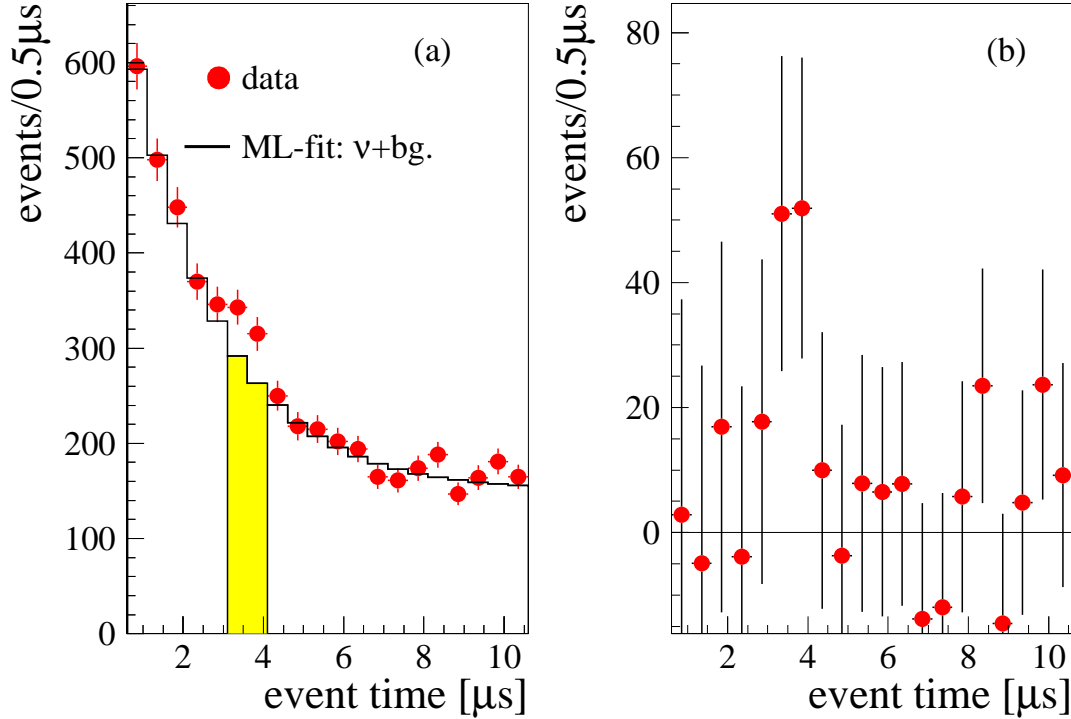 events/0.5μs
(a)
data
ML-fit: ν+bg.
600
500
400
300
200
100
0
2 4 6 8 10
event time [μs]
events/0.5μs
(b)
80
60
40
20
0
2 4 6 8 10
event time [μs]